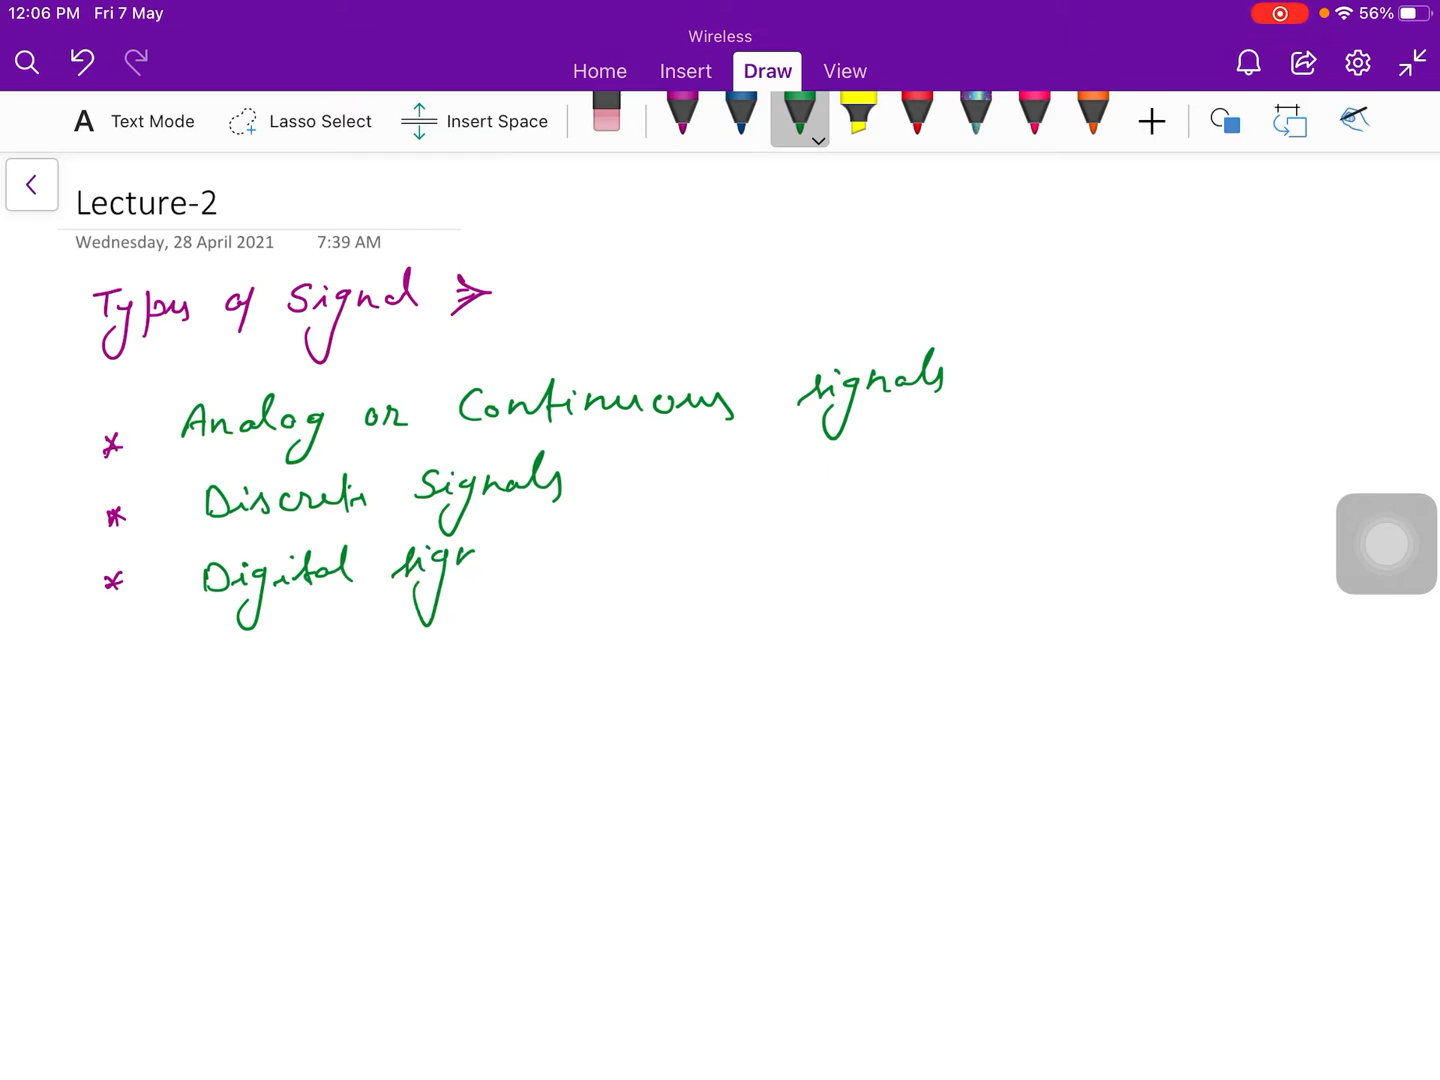 12:06 PM Fri 7 May 56%
Wireless
Home Insert Draw View
A Text Mode Lasso Select Insert Space
Lecture-2
Wednesday, 28 April 2021 7:39 AM
Types of Signal
* Analog or Continuous signals
* Discrete Signals
* Digital sign